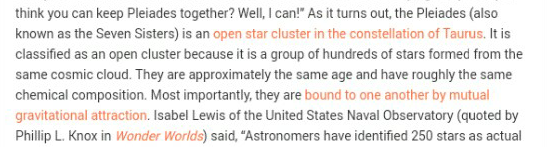 think you can keep Pleiades together? Well, I can!" As it turns out, the Pleiades (also
known as the Seven Sisters) is an open star cluster in the constellation of Taurus. It is
classified as an open cluster because it is a group of hundreds of stars formed from the
same cosmic cloud. They are approximately the same age and have roughly the same
chemical composition. Most importantly, they are bound to one another by mutual
gravitational attraction. Isabel Lewis of the United States Naval Observatory (quoted by
Phillip L. Knox in Wonder Worlds) said, “Astronomers have identified 250 stars as actual